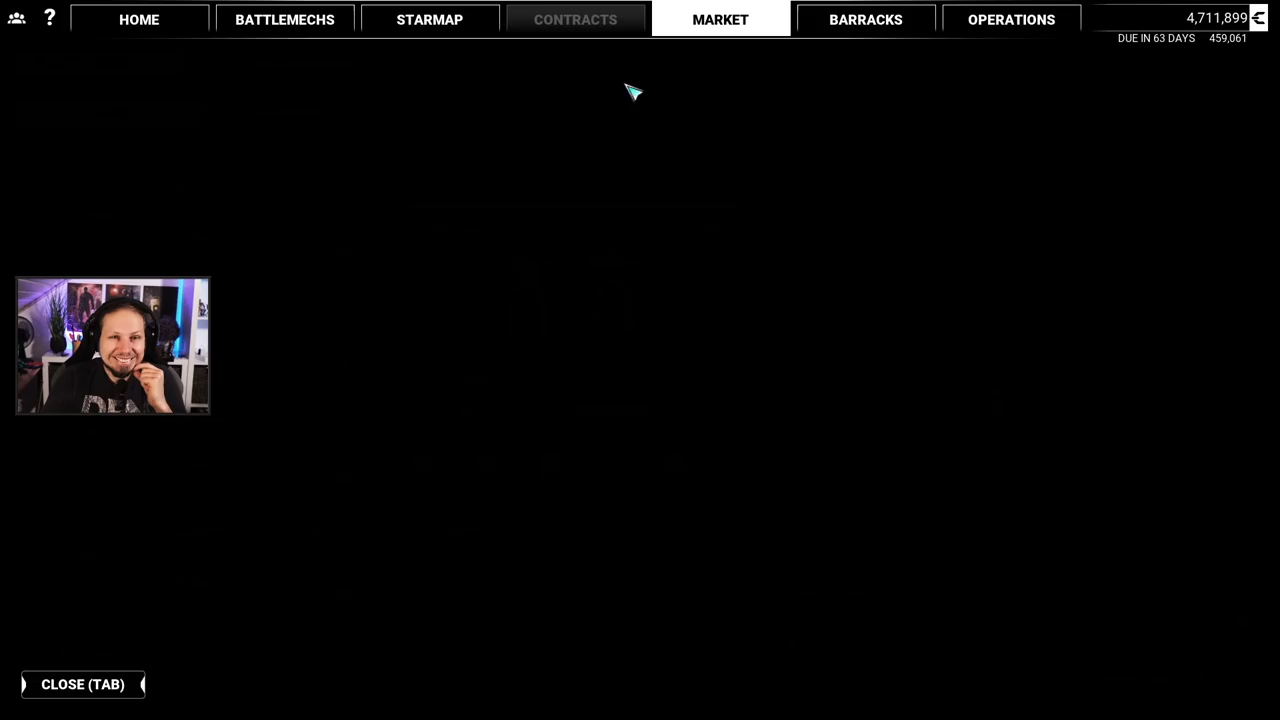 ?
HOME
BATTLEMECHS
STARMAP
CONTRACTS
MARKET
BARRACKS
OPERATIONS
4,711,899
DUE IN 63 DAYS 459,061
CLOSE (TAB)